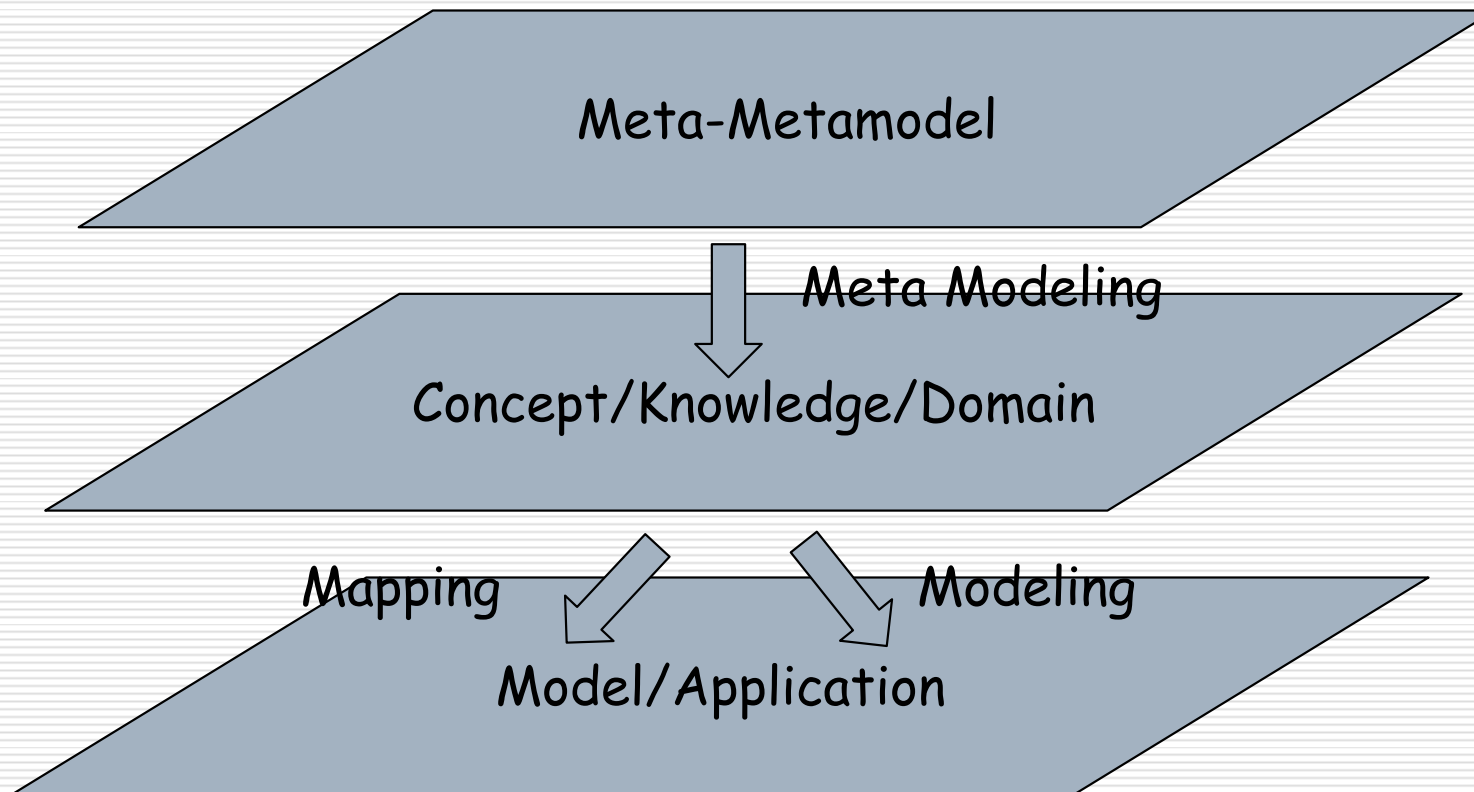 Meta-Metamodel
Meta Modeling
Concept/Knowledge/Domain
Mapping
Modeling
Model/Application